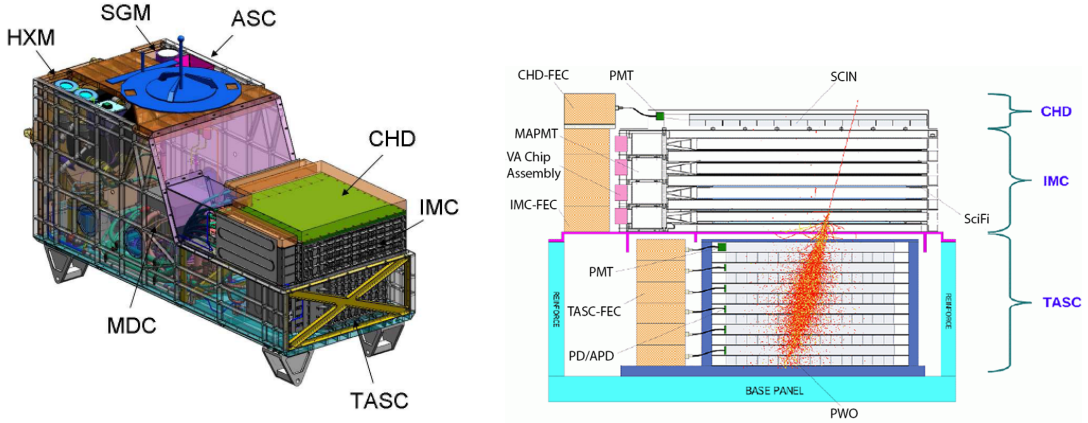 SGM
ASC
HXM
CHD
IMC
MDC
TASC
CHD-FEC
PMT
SCIN
CHD
MAPMT
VA Chip
Assembly
IMC
IMC-FEC
SciFi
PMT
REINFORCE
TASC-FEC
REINFORCE
TASC
PD/APD
BASE PANEL
PWO